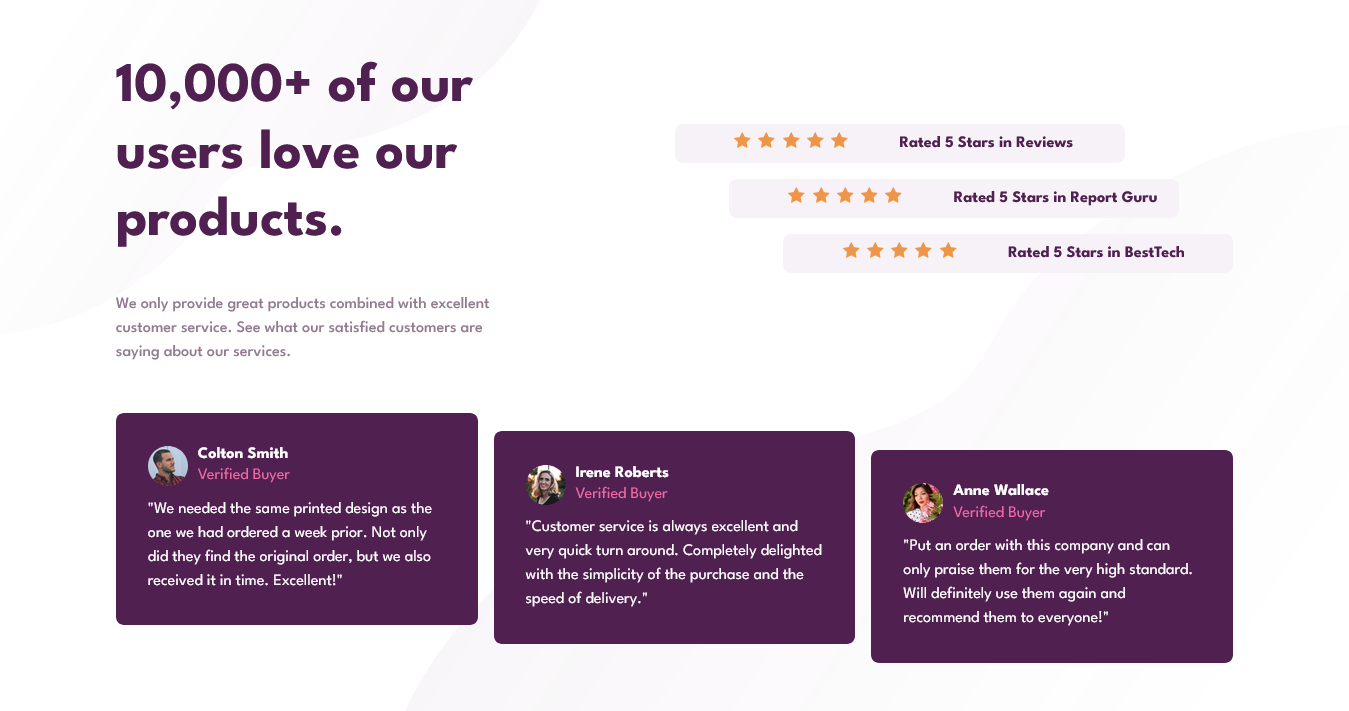 10,000+ of our
users love our
products.
We only provide great products combined with excellent
customer service. See what our satisfied customers are
saying about our services.
Rated 5 Stars in Reviews
Rated 5 Stars in Report Guru
Rated 5 Stars in BestTech
Colton Smith
Verified Buyer
"We needed the same printed design as the
one we had ordered a week prior. Not only
did they find the original order, but we also
received it in time. Excellent!"
Irene Roberts
Verified Buyer
"Customer service is always excellent and
very quick turn around. Completely delighted
with the simplicity of the purchase and the
speed of delivery."
Anne Wallace
Verified Buyer
"Put an order with this company and can
only praise them for the very high standard.
Will definitely use them again and
recommend them to everyone!"